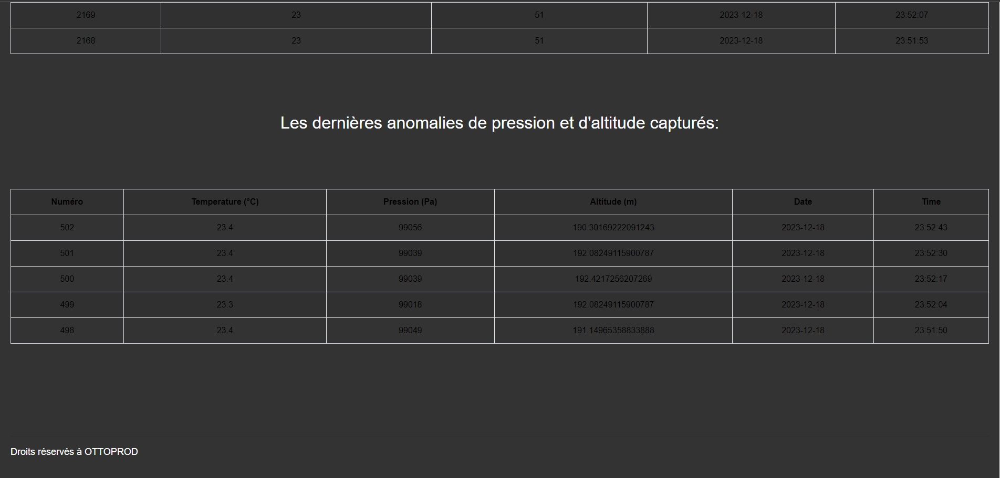 2169 23 51 2023-12-18 23:52:07
2168 23 51 2023-12-18 23:51:53
Les dernières anomalies de pression et d'altitude capturés:
Numéro Temperature (°C) Pression (Pa) Altitude (m) Date Time
502 23.4 99056 190.30169222091243 2023-12-18 23:52:43
501 23.4 99039 192.08249115900787 2023-12-18 23:52:30
500 23.4 99039 192.4217256207269 2023-12-18 23:52:17
499 23.3 99018 192.08249115900787 2023-12-18 23:52:04
498 23.4 99049 191.14965358833888 2023-12-18 23:51:50
Droits réservés à OTTOPROD